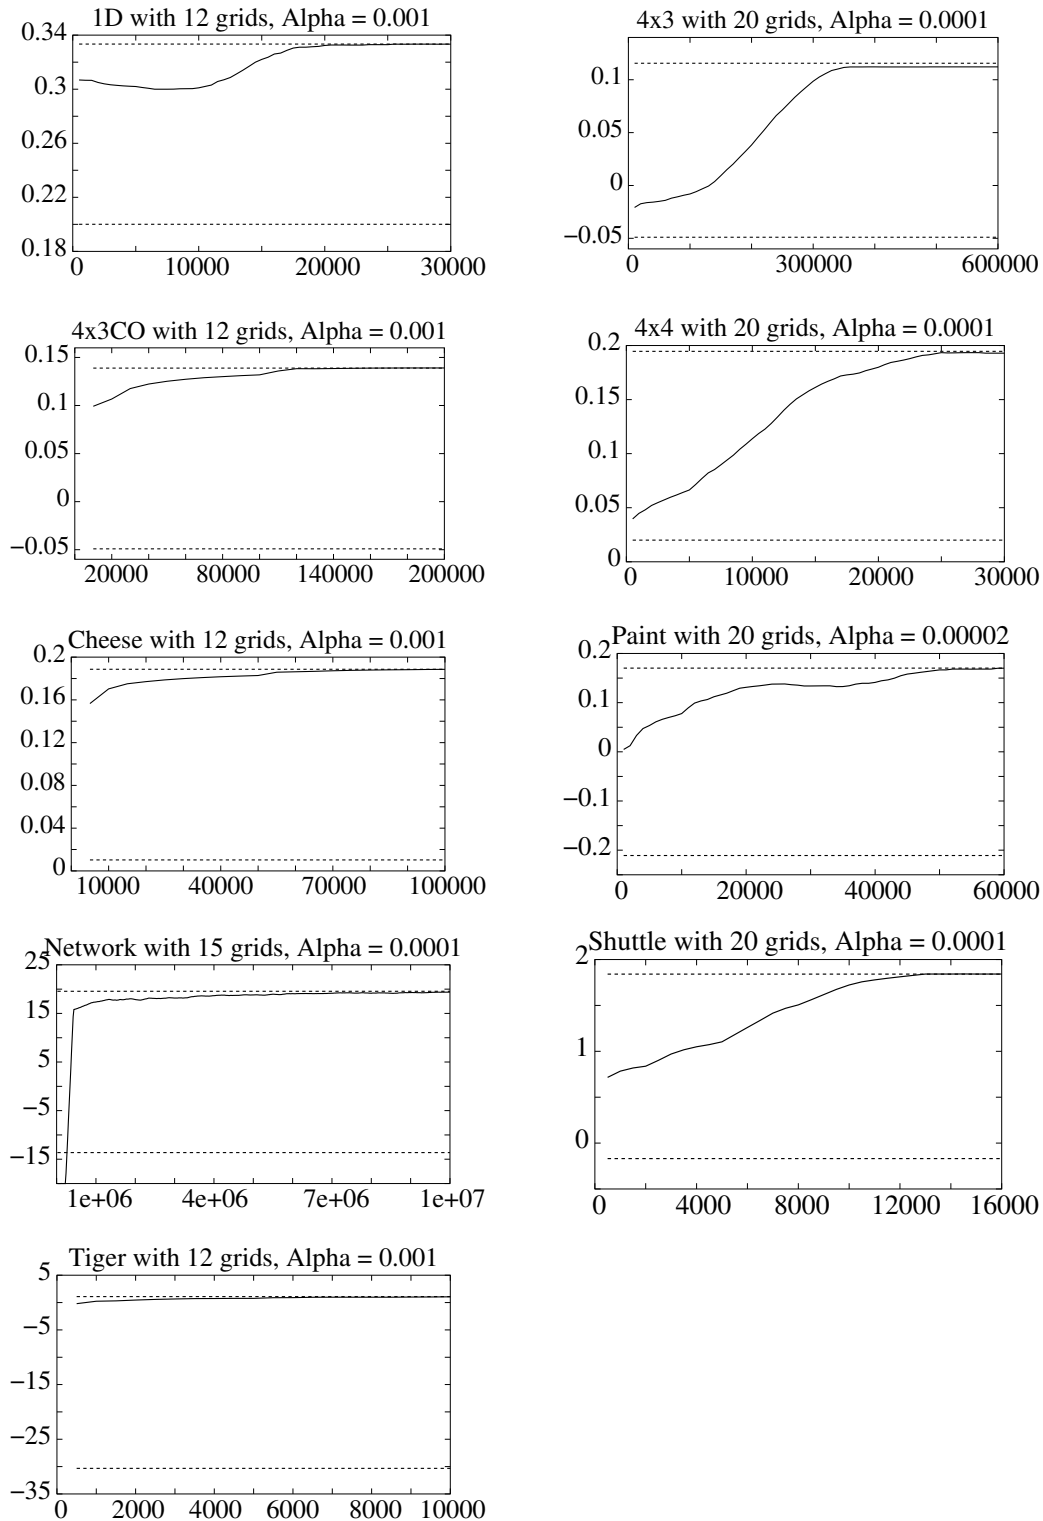 1D with 12 grids, Alpha = 0.001
0.34
0.3
0.26
0.22
0.18
0 10000 20000 30000
4x3 with 20 grids, Alpha = 0.0001
0.1
0.05
0
−0.05
0 300000 600000
4x3CO with 12 grids, Alpha = 0.001
0.15
0.1
0.05
0
−0.05
20000 80000 140000 200000
4x4 with 20 grids, Alpha = 0.0001
0.2
0.15
0.1
0.05
0
0 10000 20000 30000
Cheese with 12 grids, Alpha = 0.001
0.2
0.16
0.12
0.08
0.04
0
10000 40000 70000 100000
Paint with 20 grids, Alpha = 0.00002
0.2
0.1
0
−0.1
−0.2
0 20000 40000 60000
Network with 15 grids, Alpha = 0.0001
25
15
5
−5
−15
1e+06 4e+06 7e+06 1e+07
Shuttle with 20 grids, Alpha = 0.0001
2
1
0
0 4000 8000 12000 16000
Tiger with 12 grids, Alpha = 0.001
5
−5
−15
−25
−35
0 2000 4000 6000 8000 10000